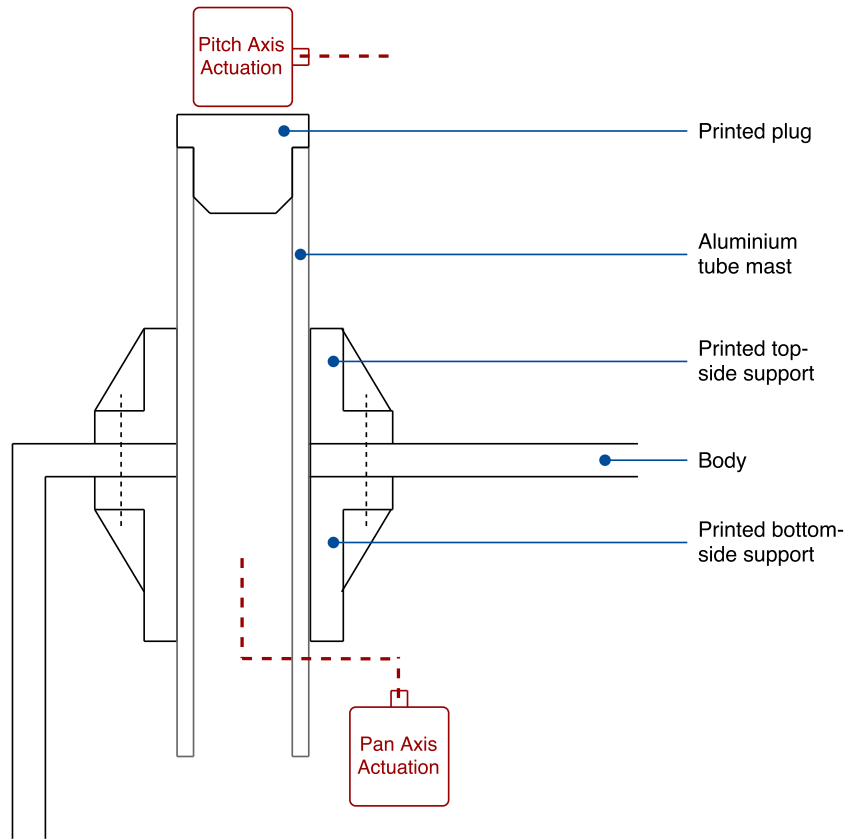 Pitch Axis
Actuation
Printed plug
Aluminium
tube mast
Printed top-
side support
Body
Printed bottom-
side support
Pan Axis
Actuation